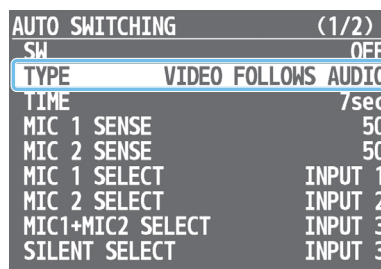 AUTO SWITCHING (1/2)
SW OFF
TYPE VIDEO FOLLOWS AUDIO
TIME 7sec
MIC 1 SENSE 50
MIC 2 SENSE 50
MIC 1 SELECT INPUT 1
MIC 2 SELECT INPUT 2
MIC1+MIC2 SELECT INPUT 3
SILENT SELECT INPUT 3